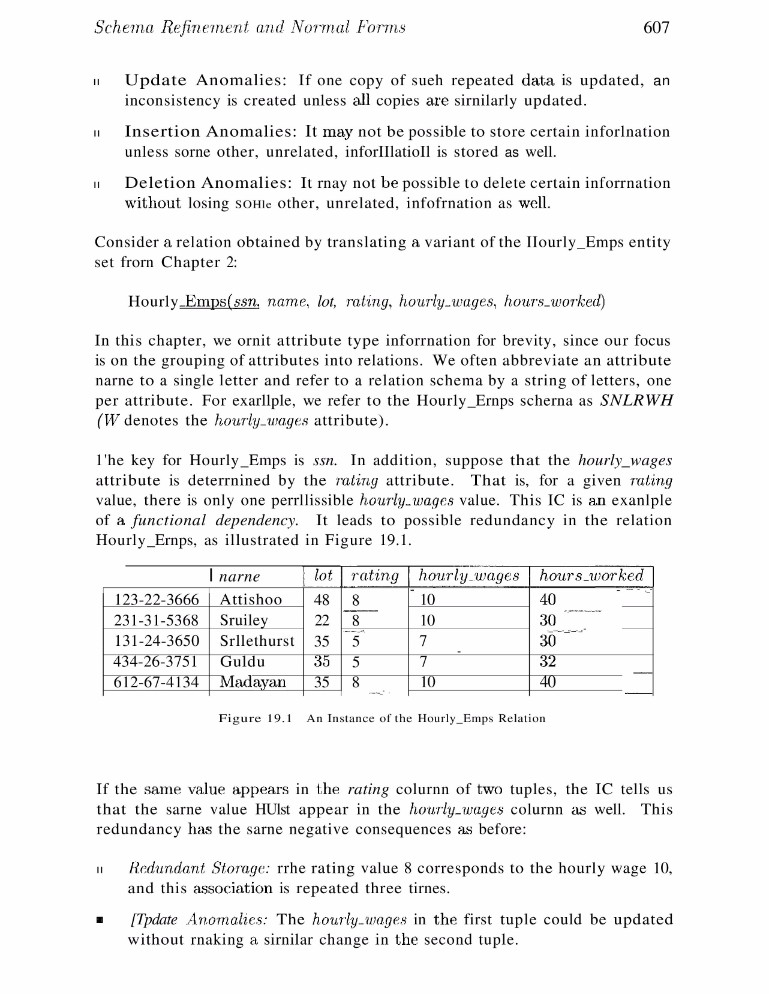 Schema Refinement and Normal Forms 607
II Update Anomalies: If one copy of sueh repeated data is updated, an
inconsistency is created unless all copies are sirnilarly updated.
II Insertion Anomalies: It may not be possible to store certain inforlnation
unless sorne other, unrelated, inforIIlatioIl is stored as well.
II Deletion Anomalies: It rnay not be possible to delete certain inforrnation
without losing SOHle other, unrelated, infofrnation as well.
Consider a relation obtained by translating a variant of the IIourly_Emps entity
set frorn Chapter 2:
Hourly_Emps(ssn, name, lot, rating, hourly_wages, hours_worked)
In this chapter, we ornit attribute type inforrnation for brevity, since our focus
is on the grouping of attributes into relations. We often abbreviate an attribute
narne to a single letter and refer to a relation schema by a string of letters, one
per attribute. For exarllple, we refer to the Hourly_Ernps scherna as SNLRWH
(W denotes the hourly_wages attribute).
1'he key for Hourly_Emps is ssn. In addition, suppose that the hourly_wages
attribute is deterrnined by the rating attribute. That is, for a given rating
value, there is only one perrllissible hourly_wages value. This IC is an exanlple
of a functional dependency. It leads to possible redundancy in the relation
Hourly_Ernps, as illustrated in Figure 19.1.
narne lot rating hourly_wages hours_worked
123-22-3666 Attishoo 48 8 10 40
231-31-5368 Sruiley 22 8 10 30
131-24-3650 Srllethurst 35 5 7 30
434-26-3751 Guldu 35 5 7 32
612-67-4134 Madayan 35 8 10 40
Figure 19.1 An Instance of the Hourly_Emps Relation
If the same value appears in the rating colurnn of two tuples, the IC tells us
that the sarne value HUlst appear in the hourly_wages colurnn as well. This
redundancy has the sarne negative consequences as before:
II Redundant Storage: rrhe rating value 8 corresponds to the hourly wage 10,
and this association is repeated three tirnes.
■ [Tpdate Anomalies: The hourly_wages in the first tuple could be updated
without rnaking a sirnilar change in the second tuple.